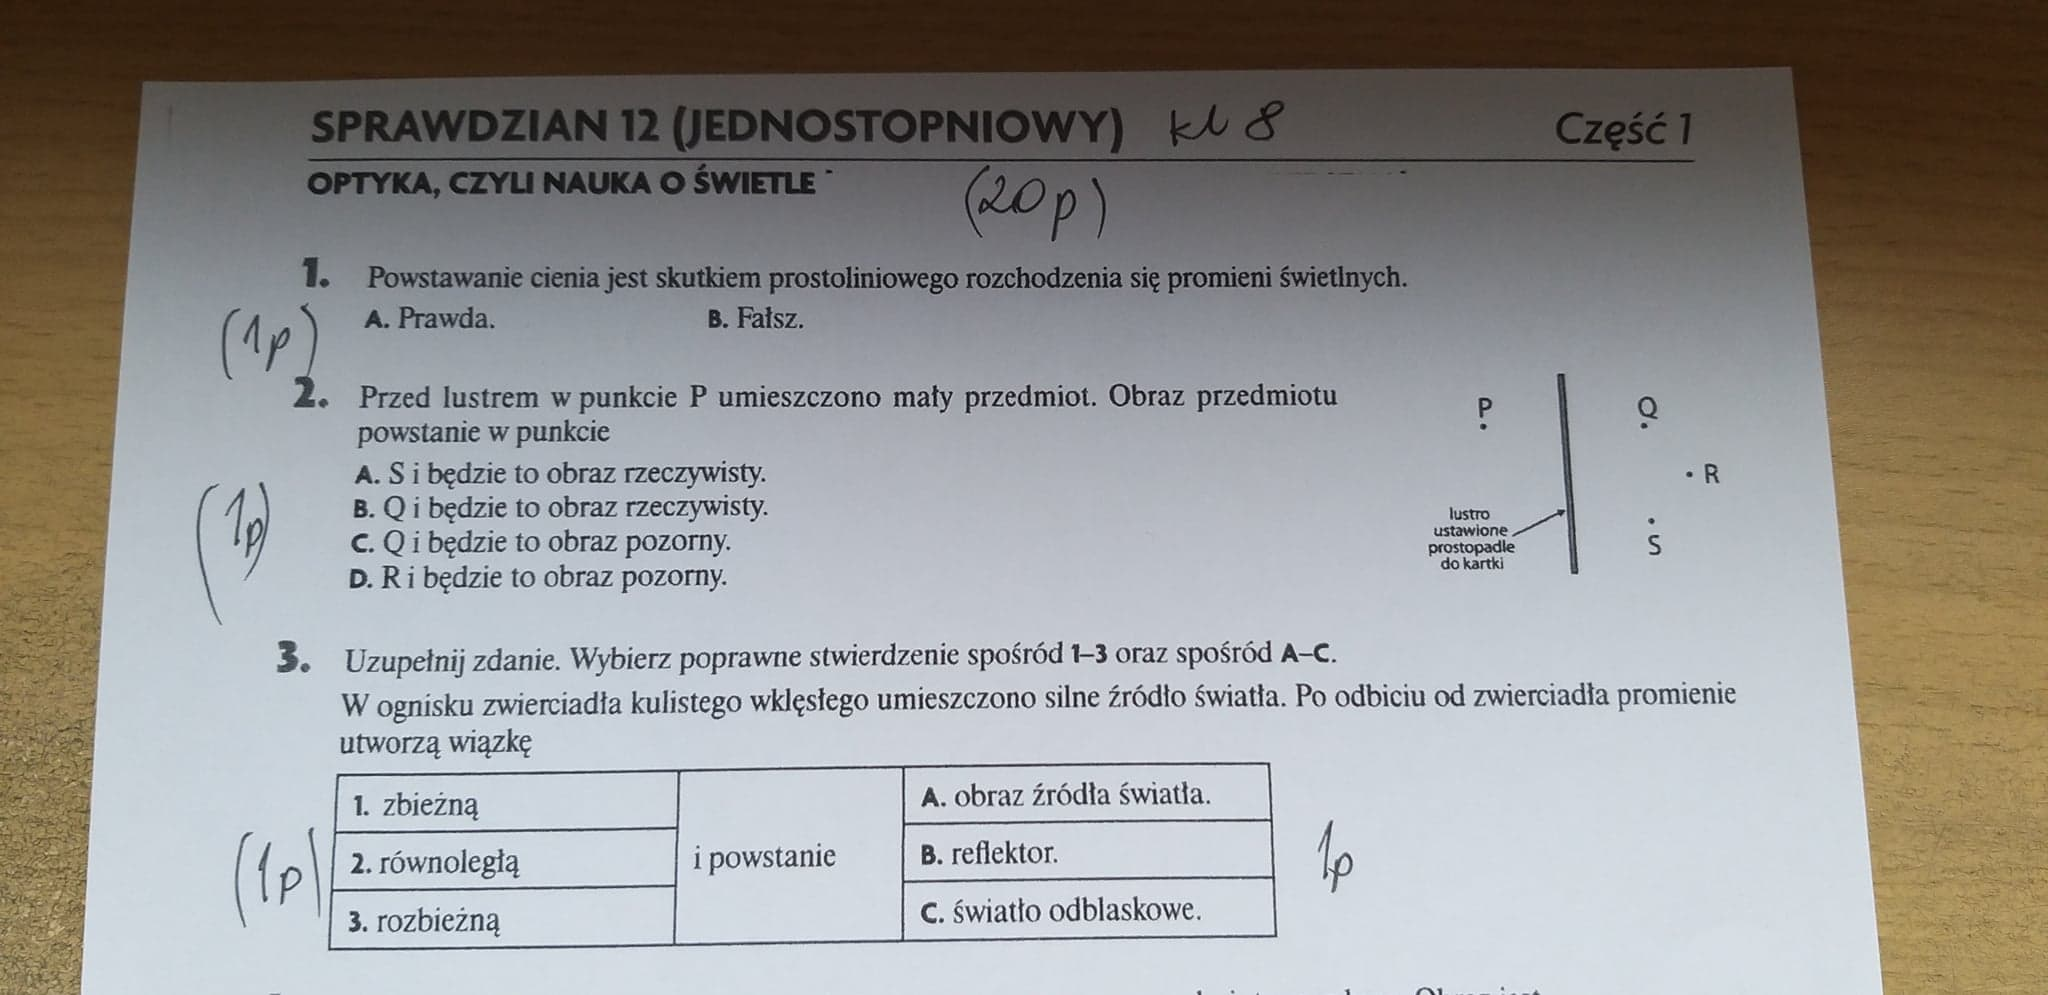 SPRAWDZIAN 12 (JEDNOSTOPNIOWY) kl 8 Część 1
OPTYKA, CZYLI NAUKA O ŚWIETLE (20p)
1. Powstawanie cienia jest skutkiem prostoliniowego rozchodzenia się promieni świetlnych.
(1p) A. Prawda. B. Fałsz.
2. Przed lustrem w punkcie P umieszczono mały przedmiot. Obraz przedmiotu
powstanie w punkcie
A. S i będzie to obraz rzeczywisty.
B. Q i będzie to obraz rzeczywisty.
C. Q i będzie to obraz pozorny.
D. R i będzie to obraz pozorny.
(1p)
P
Q
R
S
lustro
ustawione
prostopadle
do kartki
3. Uzupełnij zdanie. Wybierz poprawne stwierdzenie spośród 1–3 oraz spośród A–C.
W ognisku zwierciadła kulistego wklęsłego umieszczono silne źródło światła. Po odbiciu od zwierciadła promienie
utworzą wiązkę
1. zbieżną
2. równoległą
3. rozbieżną
i powstanie
A. obraz źródła światła.
B. reflektor.
C. światło odblaskowe.
(1p)
1p